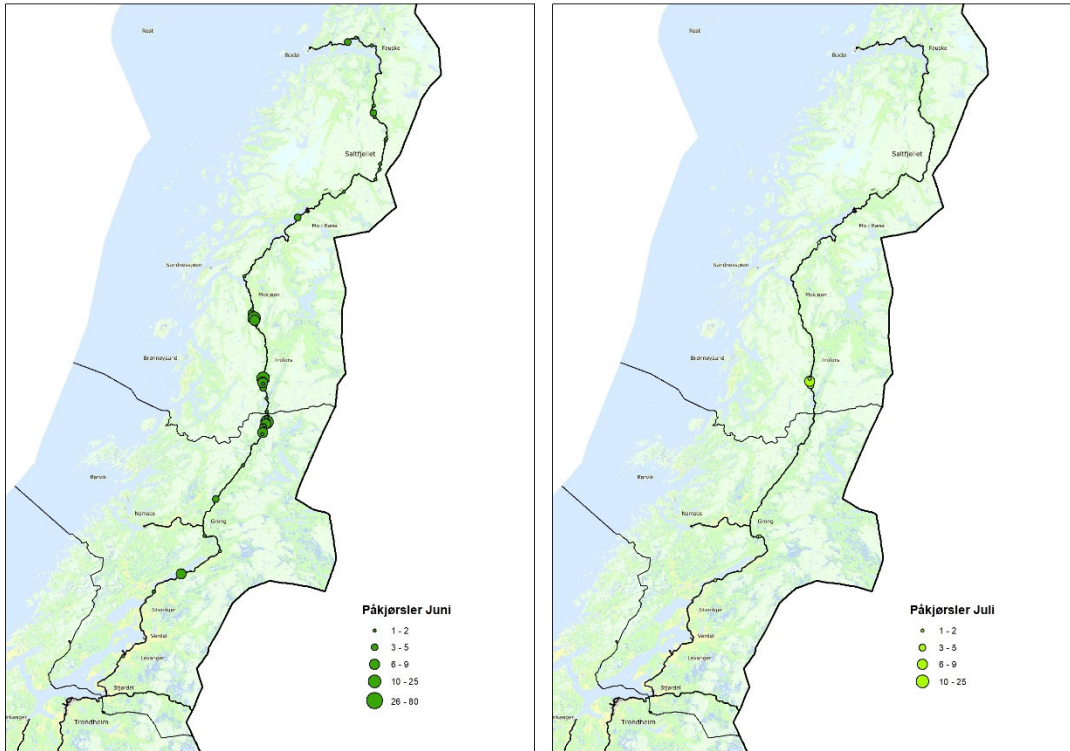 Røst
Bodø
Fauske
Saltfjellet
Mo i Rana
Sandnessjøen
Mosjøen
Brønnøysund
Trofors
Rørvik
Namsos
Grong
Steinkjer
Verdal
Levanger
Stjørdal
Trondheim
Påkjørsler Juni
1 - 2
3 - 5
6 - 9
10 - 25
26 - 80
Røst
Bodø
Fauske
Saltfjellet
Mo i Rana
Sandnessjøen
Mosjøen
Brønnøysund
Trofors
Rørvik
Namsos
Grong
Steinkjer
Verdal
Levanger
Stjørdal
Trondheim
Påkjørsler Juli
1 - 2
3 - 5
6 - 9
10 - 25